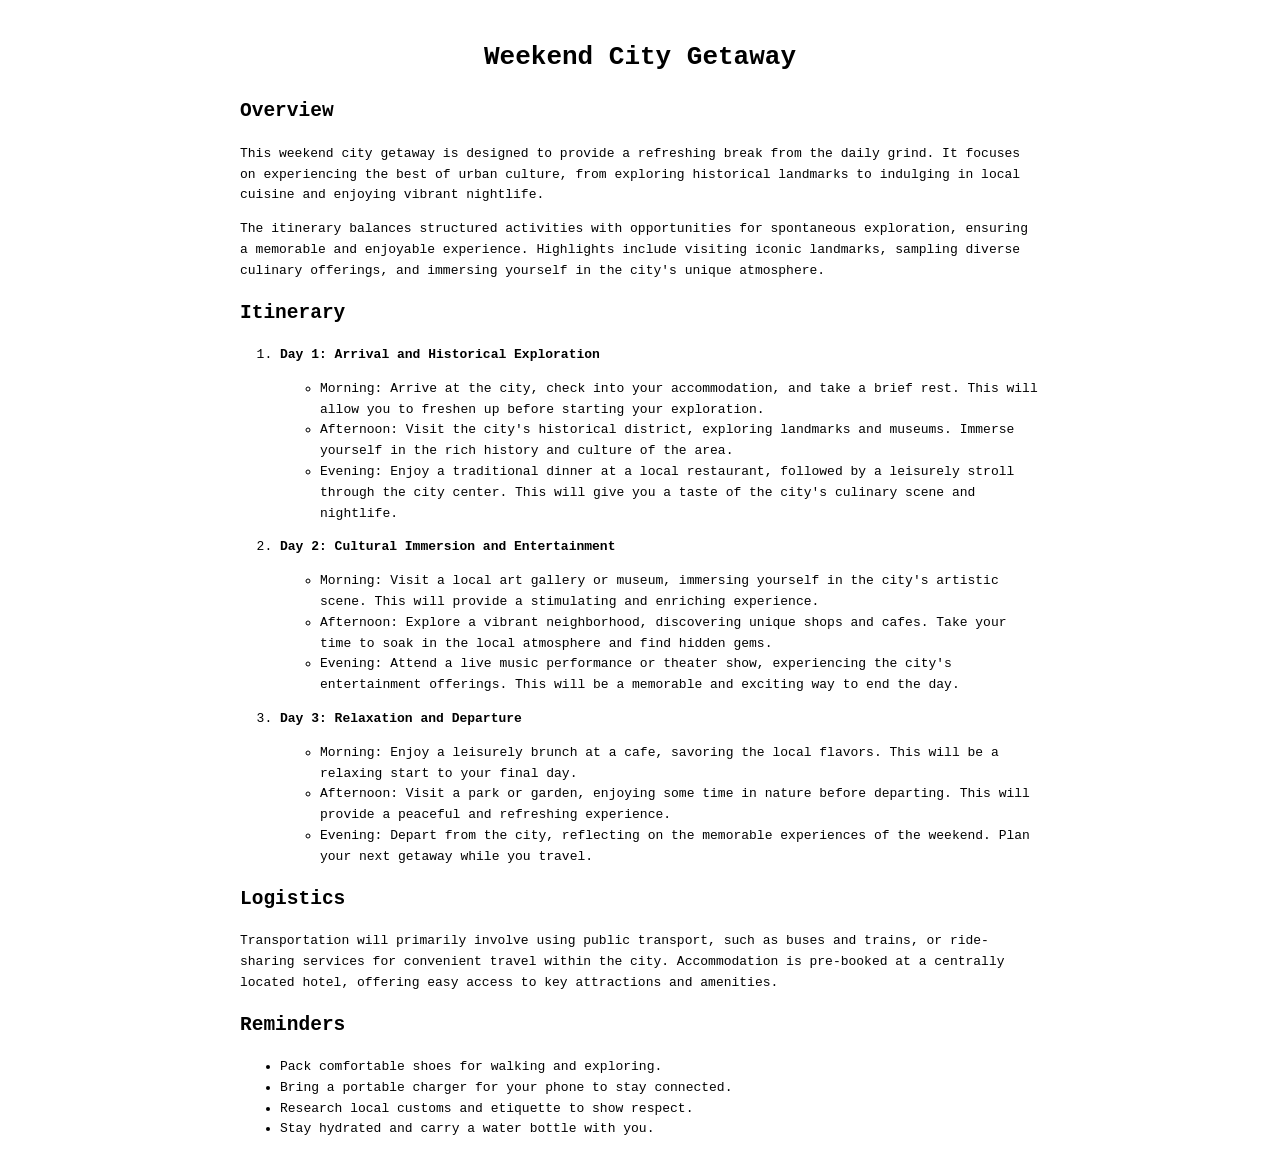 Weekend City Getaway
Overview
This weekend city getaway is designed to provide a refreshing break from the daily grind. It focuses
on experiencing the best of urban culture, from exploring historical landmarks to indulging in local
cuisine and enjoying vibrant nightlife.
The itinerary balances structured activities with opportunities for spontaneous exploration, ensuring
a memorable and enjoyable experience. Highlights include visiting iconic landmarks, sampling diverse
culinary offerings, and immersing yourself in the city's unique atmosphere.
Itinerary
1. Day 1: Arrival and Historical Exploration
◦ Morning: Arrive at the city, check into your accommodation, and take a brief rest. This will
allow you to freshen up before starting your exploration.
◦ Afternoon: Visit the city's historical district, exploring landmarks and museums. Immerse
yourself in the rich history and culture of the area.
◦ Evening: Enjoy a traditional dinner at a local restaurant, followed by a leisurely stroll
through the city center. This will give you a taste of the city's culinary scene and
nightlife.
2. Day 2: Cultural Immersion and Entertainment
◦ Morning: Visit a local art gallery or museum, immersing yourself in the city's artistic
scene. This will provide a stimulating and enriching experience.
◦ Afternoon: Explore a vibrant neighborhood, discovering unique shops and cafes. Take your
time to soak in the local atmosphere and find hidden gems.
◦ Evening: Attend a live music performance or theater show, experiencing the city's
entertainment offerings. This will be a memorable and exciting way to end the day.
3. Day 3: Relaxation and Departure
◦ Morning: Enjoy a leisurely brunch at a cafe, savoring the local flavors. This will be a
relaxing start to your final day.
◦ Afternoon: Visit a park or garden, enjoying some time in nature before departing. This will
provide a peaceful and refreshing experience.
◦ Evening: Depart from the city, reflecting on the memorable experiences of the weekend. Plan
your next getaway while you travel.
Logistics
Transportation will primarily involve using public transport, such as buses and trains, or ride-
sharing services for convenient travel within the city. Accommodation is pre-booked at a centrally
located hotel, offering easy access to key attractions and amenities.
Reminders
• Pack comfortable shoes for walking and exploring.
• Bring a portable charger for your phone to stay connected.
• Research local customs and etiquette to show respect.
• Stay hydrated and carry a water bottle with you.